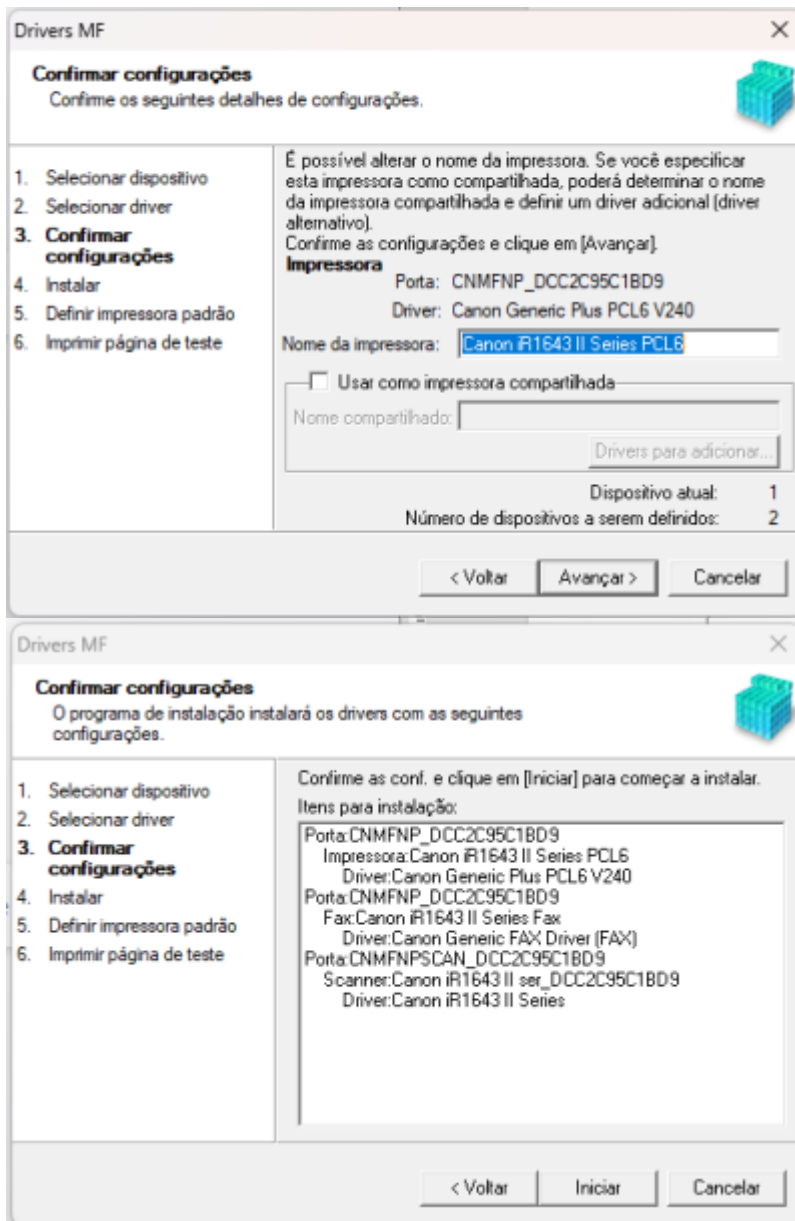 Drivers MF
Confirmar configurações
Confirme os seguintes detalhes de configurações.
1. Selecionar dispositivo
2. Selecionar driver
3. Confirmar
configurações
4. Instalar
5. Definir impressora padrão
6. Imprimir página de teste
É possível alterar o nome da impressora. Se você especificar
esta impressora como compartilhada, poderá determinar o nome
da impressora compartilhada e definir um driver adicional (driver
alternativo).
Confirme as configurações e clique em [Avançar].
Impressora
Porta: CNMFNP_DCC2C95C1BD9
Driver: Canon Generic Plus PCL6 V240
Nome da impressora: Canon iR1643 II Series PCL6
Usar como impressora compartilhada
Nome compartilhado:
Drivers para adicionar...
Dispositivo atual: 1
Número de dispositivos a serem definidos: 2
< Voltar Avançar > Cancelar
Drivers MF
Confirmar configurações
O programa de instalação instalará os drivers com as seguintes
configurações.
1. Selecionar dispositivo
2. Selecionar driver
3. Confirmar
configurações
4. Instalar
5. Definir impressora padrão
6. Imprimir página de teste
Confirme as conf. e clique em [Iniciar] para começar a instalar.
Itens para instalação:
Porta:CNMFNP_DCC2C95C1BD9
Impressora:Canon iR1643 II Series PCL6
Driver:Canon Generic Plus PCL6 V240
Porta:CNMFNP_DCC2C95C1BD9
Fax:Canon iR1643 II Series Fax
Driver:Canon Generic FAX Driver (FAX)
Porta:CNMFNPSCAN_DCC2C95C1BD9
Scanner:Canon iR1643 II ser_DCC2C95C1BD9
Driver:Canon iR1643 II Series
< Voltar Iniciar Cancelar